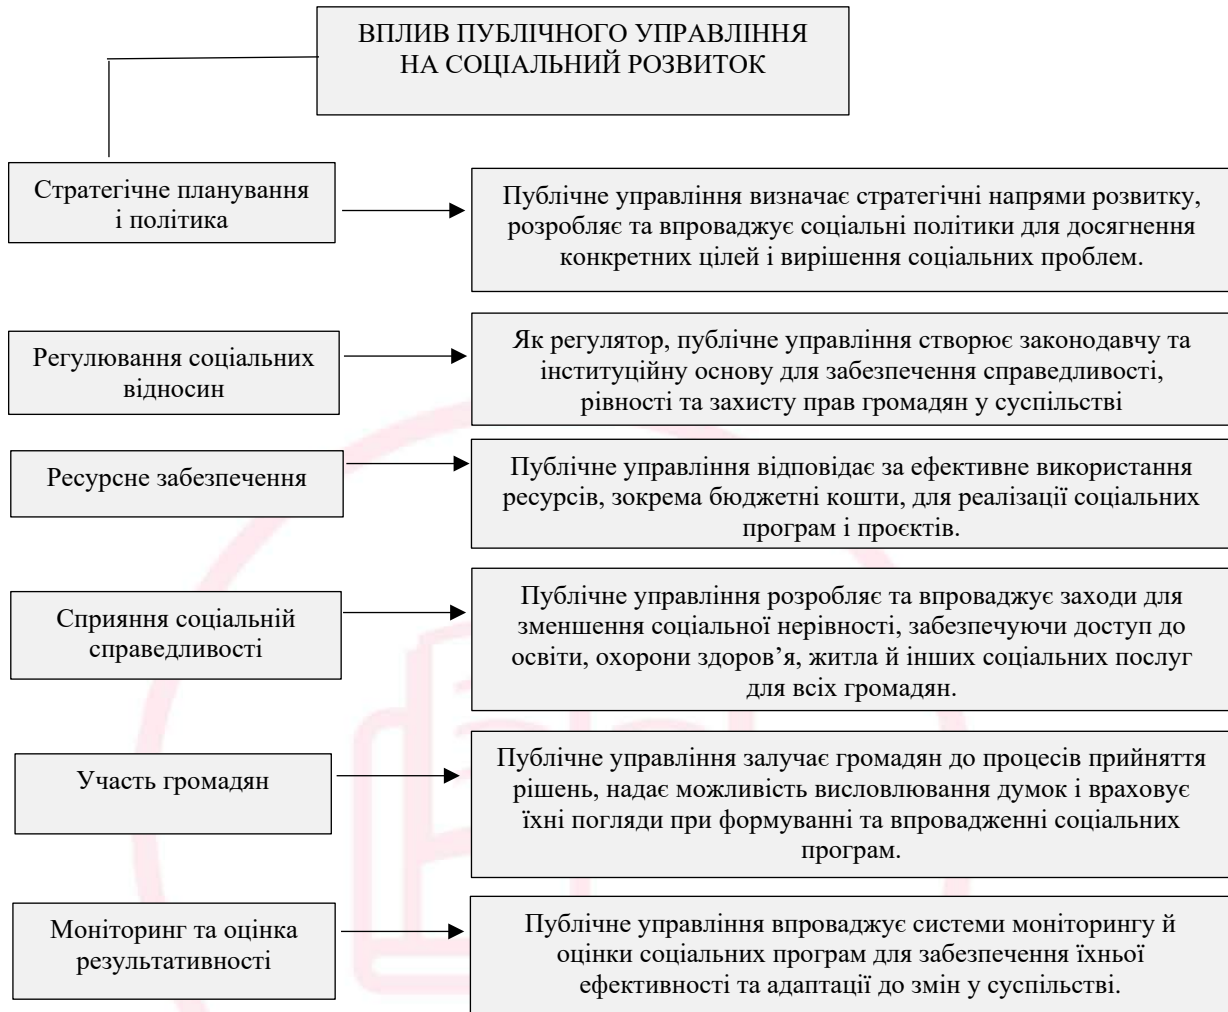 ВПЛИВ ПУБЛІЧНОГО УПРАВЛІННЯ
НА СОЦІАЛЬНИЙ РОЗВИТОК
Стратегічне планування
і політика
Публічне управління визначає стратегічні напрями розвитку,
розробляє та впроваджує соціальні політики для досягнення
конкретних цілей і вирішення соціальних проблем.
Регулювання соціальних
відносин
Як регулятор, публічне управління створює законодавчу та
інституційну основу для забезпечення справедливості,
рівності та захисту прав громадян у суспільстві
Ресурсне забезпечення
Публічне управління відповідає за ефективне використання
ресурсів, зокрема бюджетні кошти, для реалізації соціальних
програм і проєктів.
Сприяння соціальній
справедливості
Публічне управління розробляє та впроваджує заходи для
зменшення соціальної нерівності, забезпечуючи доступ до
освіти, охорони здоров’я, житла й інших соціальних послуг
для всіх громадян.
Участь громадян
Публічне управління залучає громадян до процесів прийняття
рішень, надає можливість висловлювання думок і враховує
їхні погляди при формуванні та впровадженні соціальних
програм.
Моніторинг та оцінка
результативності
Публічне управління впроваджує системи моніторингу й
оцінки соціальних програм для забезпечення їхньої
ефективності та адаптації до змін у суспільстві.